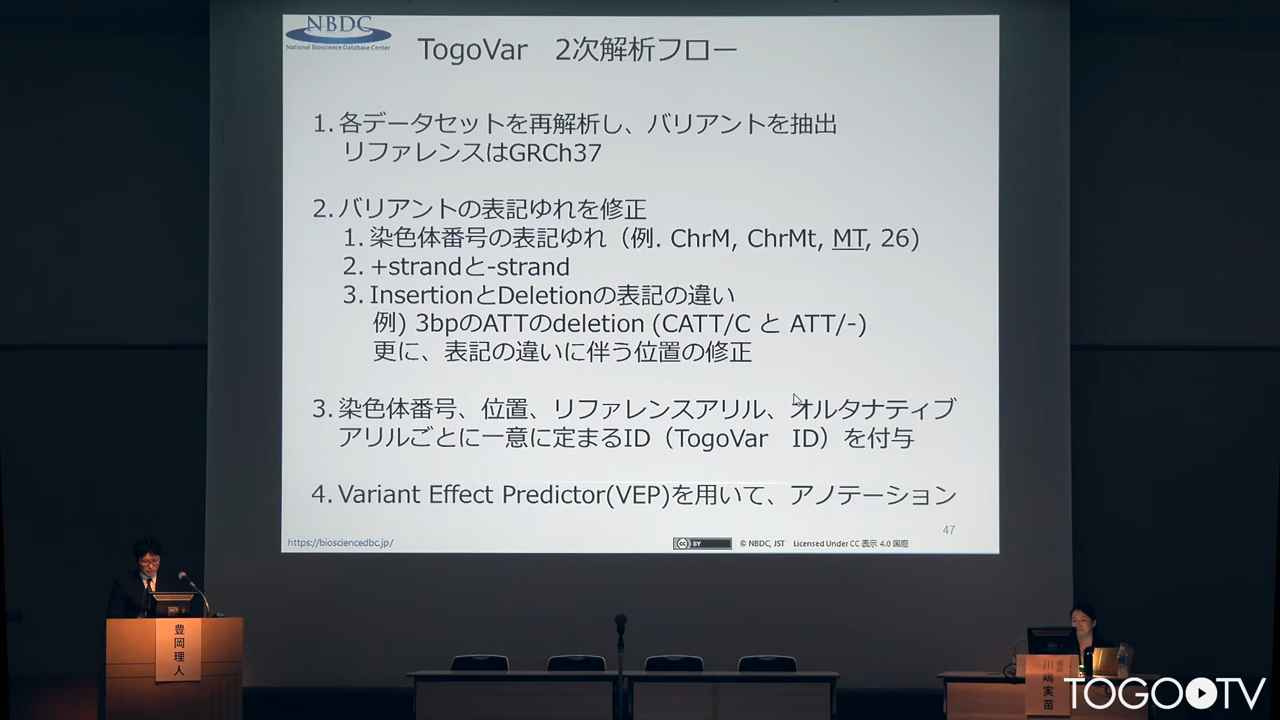 NBDC
National Bioscience Database Center
TogoVar 2次解析フロー
1. 各データセットを再解析し、バリアントを抽出
リファレンスはGRCh37
2. バリアントの表記ゆれを修正
1. 染色体番号の表記ゆれ（例. ChrM, ChrMt, MT, 26)
2. +strandと-strand
3. InsertionとDeletionの表記の違い
例) 3bpのATTのdeletion (CATT/C と ATT/-)
更に、表記の違いに伴う位置の修正
3. 染色体番号、位置、リファレンスアリル、オルタナティブ
アリルごとに一意に定まるID（TogoVar ID）を付与
4. Variant Effect Predictor(VEP)を用いて、アノテーション
47
https://biosciencedbc.jp/
CC BY
© NBDC, JST Licensed Under CC 表示 4.0 国際
豊岡理人
川嶋実苗
TOGOTV